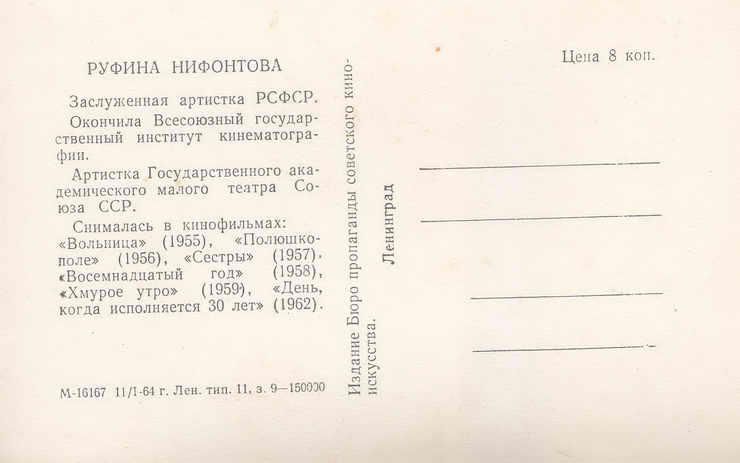 РУФИНА НИФОНТОВА
Заслуженная артистка РСФСР.
Окончила Всесоюзный государ-
ственный институт кинематогра-
фии.
Артистка Государственного ака-
демического малого театра Со-
юза ССР.
Снималась в кинофильмах:
«Вольница» (1955), «Полюшко-
поле» (1956), «Сестры» (1957),
«Восемнадцатый год» (1958),
«Хмурое утро» (1959), «День,
когда исполняется 30 лет» (1962).
М-16167 11/I-64 г. Лен. тип. 11, з. 9—150000
Издание Бюро пропаганды советского кино-
искусства.
Ленинград
Цена 8 коп.